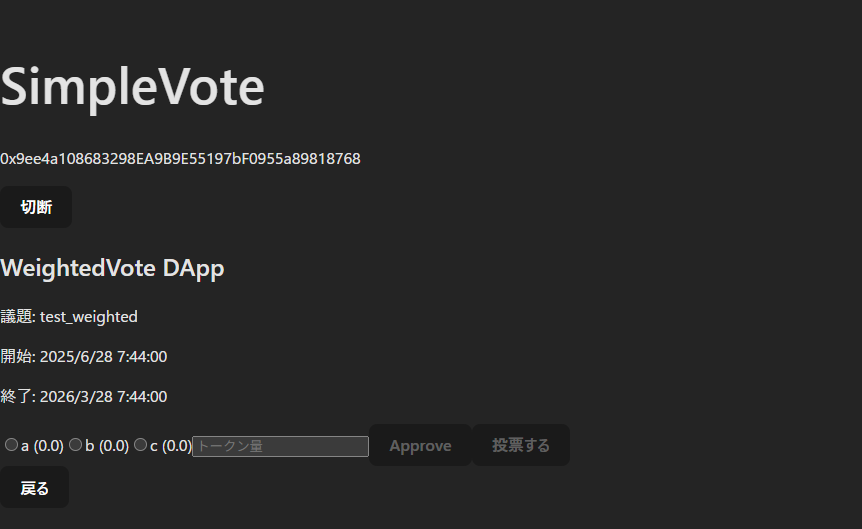 SimpleVote
0x9ee4a108683298EA9B9E55197bF0955a89818768
切断
WeightedVote DApp
議題: test_weighted
開始: 2025/6/28 7:44:00
終了: 2026/3/28 7:44:00
a (0.0) b (0.0) c (0.0) トークン量 Approve 投票する
戻る